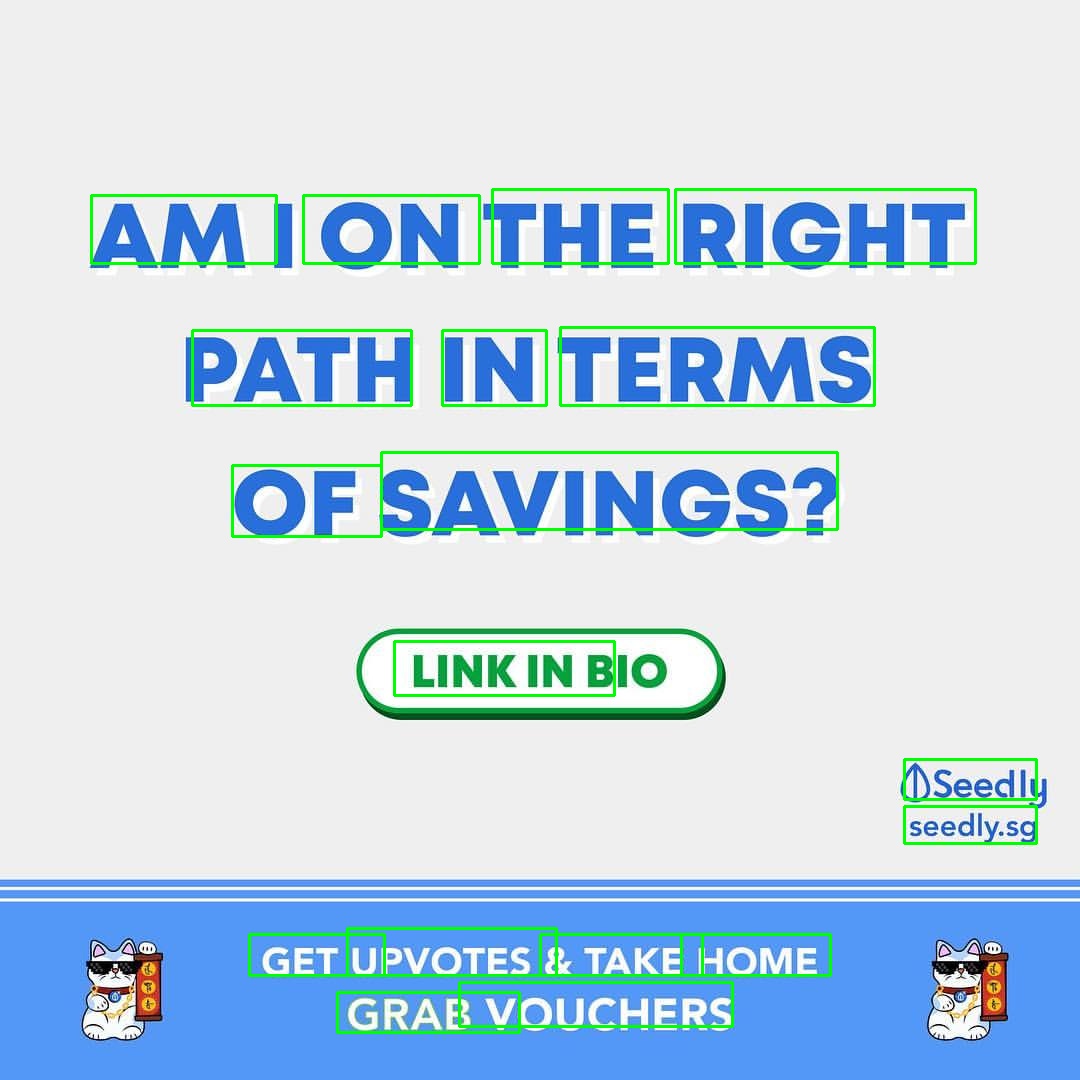 AM I ON THE RIGHT
PATH IN TERMS
OF SAVINGS?
LINK IN BIO
Seedly
seedly.sg
GET UPVOTES & TAKE HOME
GRAB VOUCHERS